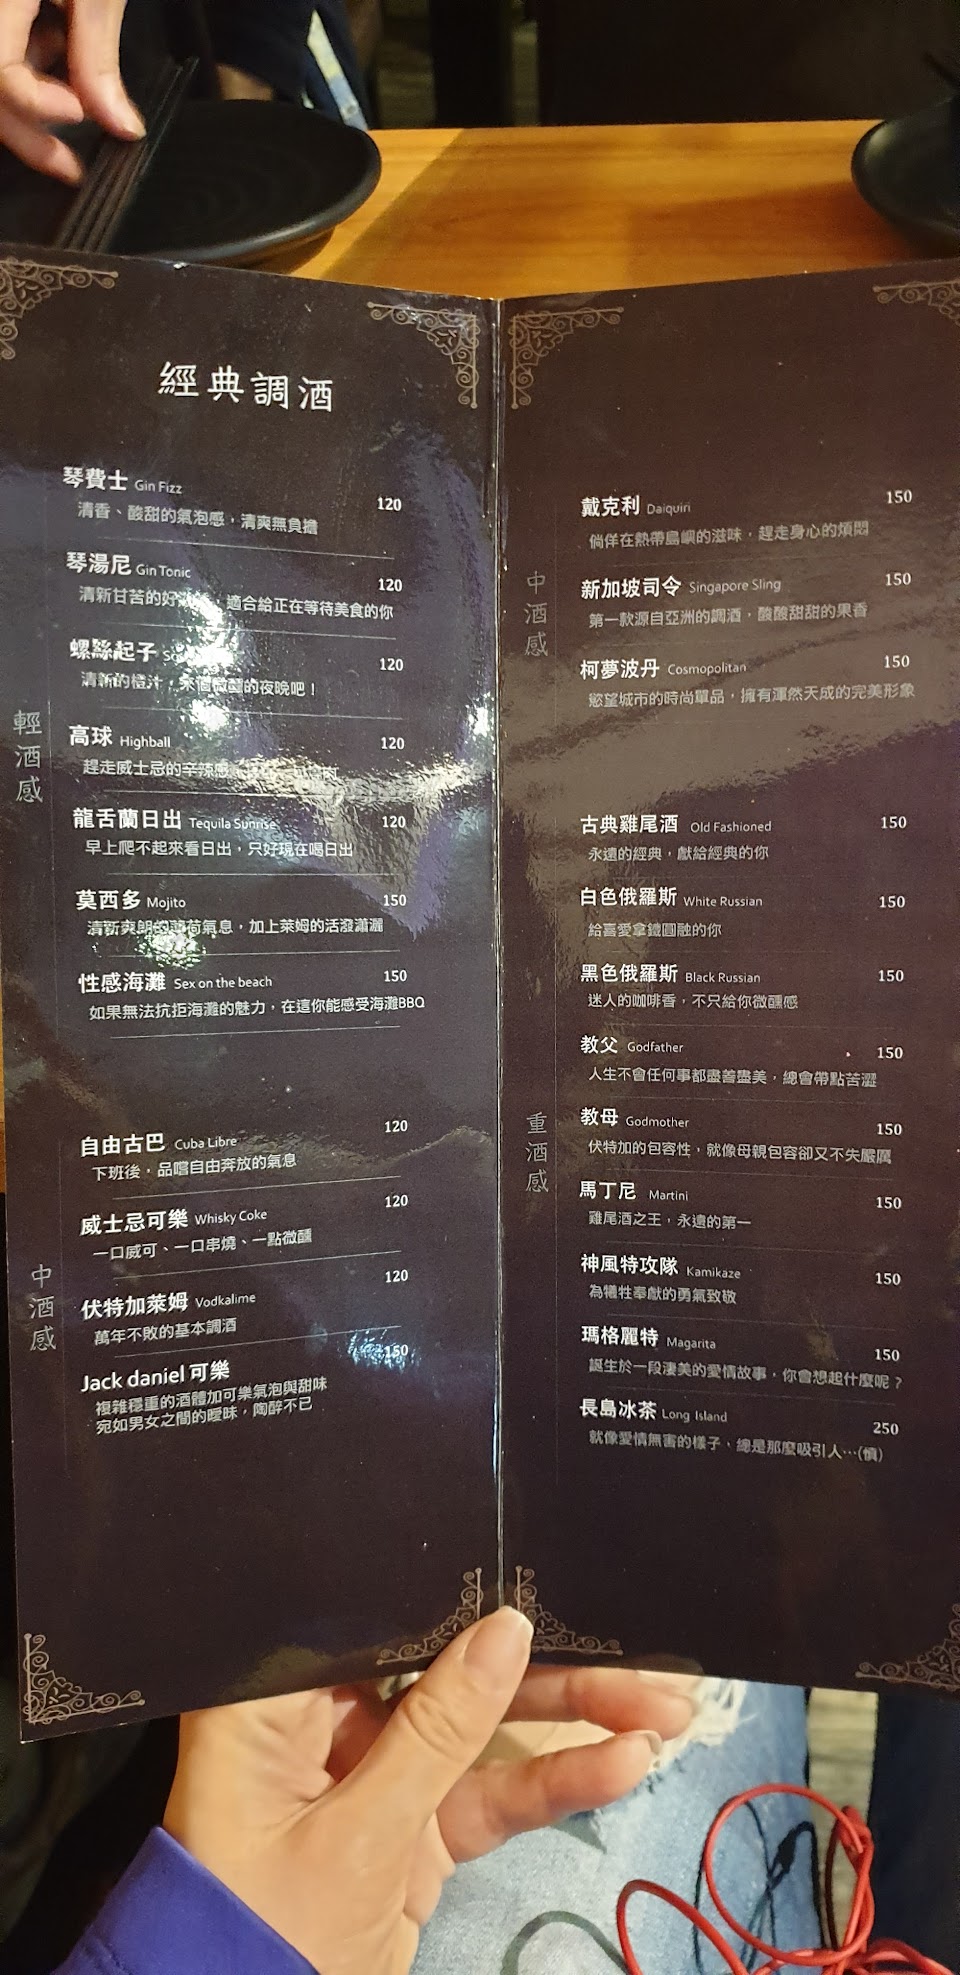 經典調酒
輕酒感
琴費士 Gin Fizz 120
清香、酸甜的氣泡感，清爽無負擔
琴湯尼 Gin Tonic 120
清新甘苦的好 適合給正在等待美食的你
螺絲起子 120
清新的橙汁，來個微醺的夜晚吧！
高球 Highball 120
趕走威士忌的辛辣感
龍舌蘭日出 Tequila Sunrise 120
早上爬不起來看日出，只好現在喝日出
莫西多 Mojito 150
清新爽朗的薄荷氣息，加上萊姆的活潑瀟灑
性感海灘 Sex on the beach 150
如果無法抗拒海灘的魅力，在這你能感受海灘BBQ
中酒感
自由古巴 Cuba Libre 120
下班後，品嚐自由奔放的氣息
威士忌可樂 Whisky Coke 120
一口威可、一口串燒、一點微醺
伏特加萊姆 Vodkalime 120
萬年不敗的基本調酒
Jack daniel 可樂 150
複雜穩重的酒體加可樂氣泡與甜味
宛如男女之間的曖昧，陶醉不已
中酒感
戴克利 Daiquiri 150
倘佯在熱帶島嶼的滋味，趕走身心的煩悶
新加坡司令 Singapore Sling 150
第一款源自亞洲的調酒，酸酸甜甜的果香
柯夢波丹 Cosmopolitan 150
慾望城市的時尚單品，擁有渾然天成的完美形象
重酒感
古典雞尾酒 Old Fashioned 150
永遠的經典，獻給經典的你
白色俄羅斯 White Russian 150
給喜愛拿鐵圓融的你
黑色俄羅斯 Black Russian 150
迷人的咖啡香，不只給你微醺感
教父 Godfather 150
人生不會任何事都盡善盡美，總會帶點苦澀
教母 Godmother 150
伏特加的包容性，就像母親包容卻又不失嚴厲
馬丁尼 Martini 150
雞尾酒之王，永遠的第一
神風特攻隊 Kamikaze 150
為犧牲奉獻的勇氣致敬
瑪格麗特 Magarita 150
誕生於一段淒美的愛情故事，你會想起什麼呢？
長島冰茶 Long Island 250
就像愛情無害的樣子，總是那麼吸引人…(慎)